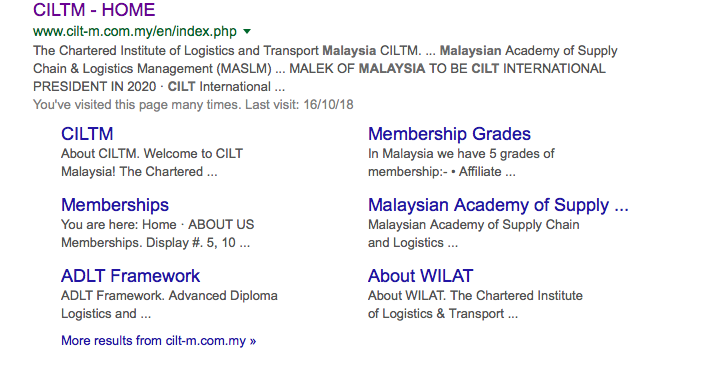 CILTM - HOME
www.cilt-m.com.my/en/index.php
The Chartered Institute of Logistics and Transport Malaysia CILTM. ... Malaysian Academy of Supply
Chain & Logistics Management (MASLM) ... MALEK OF MALAYSIA TO BE CILT INTERNATIONAL
PRESIDENT IN 2020 · CILT International ...
You've visited this page many times. Last visit: 16/10/18
CILTM
About CILTM. Welcome to CILT
Malaysia! The Chartered ...
Membership Grades
In Malaysia we have 5 grades of
membership:- • Affiliate ...
Memberships
You are here: Home · ABOUT US
Memberships. Display #. 5, 10 ...
Malaysian Academy of Supply ...
Malaysian Academy of Supply Chain
and Logistics ...
ADLT Framework
ADLT Framework. Advanced Diploma
Logistics and ...
About WILAT
About WILAT. The Chartered Institute
of Logistics & Transport ...
More results from cilt-m.com.my »